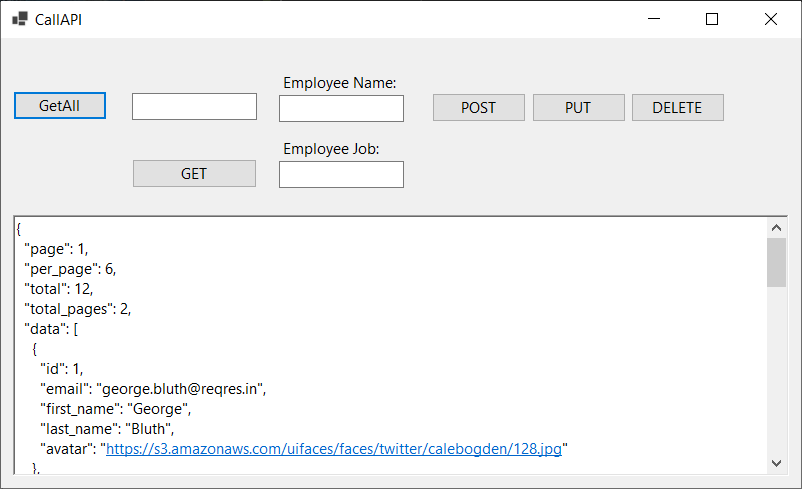 CallAPI
Employee Name:
GetAll
POST
PUT
DELETE
Employee Job:
GET
{
"page": 1,
"per_page": 6,
"total": 12,
"total_pages": 2,
"data": [
{
"id": 1,
"email": "george.bluth@reqres.in",
"first_name": "George",
"last_name": "Bluth",
"avatar": "https://s3.amazonaws.com/uifaces/faces/twitter/calebogden/128.jpg"
},